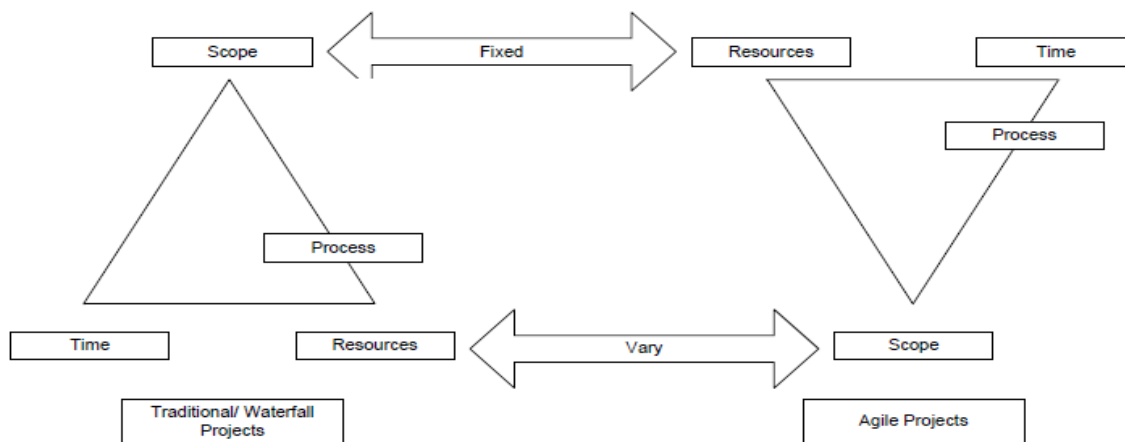 Scope
Fixed
Resources
Time
Process
Process
Time
Resources
Vary
Scope
Traditional/ Waterfall
Projects
Agile Projects